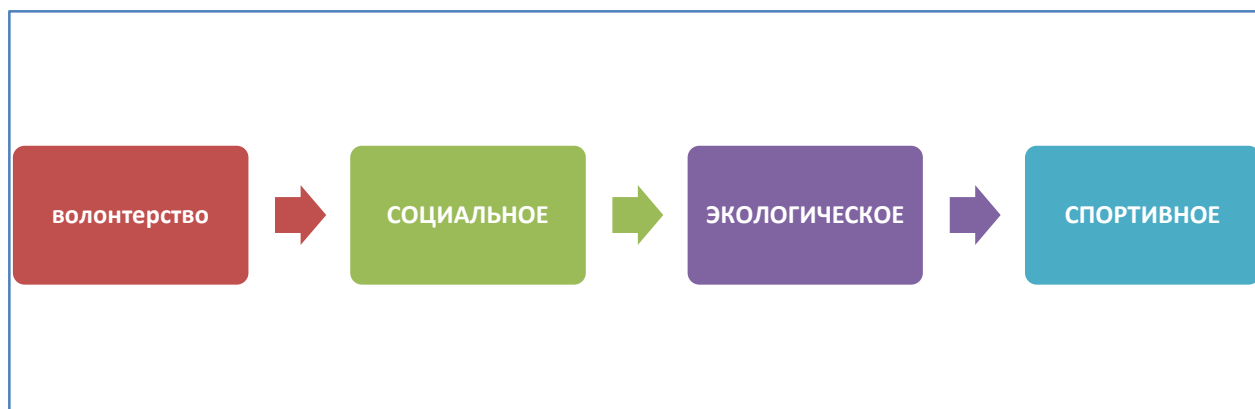 волонтерство
СОЦИАЛЬНОЕ
ЭКОЛОГИЧЕСКОЕ
СПОРТИВНОЕ